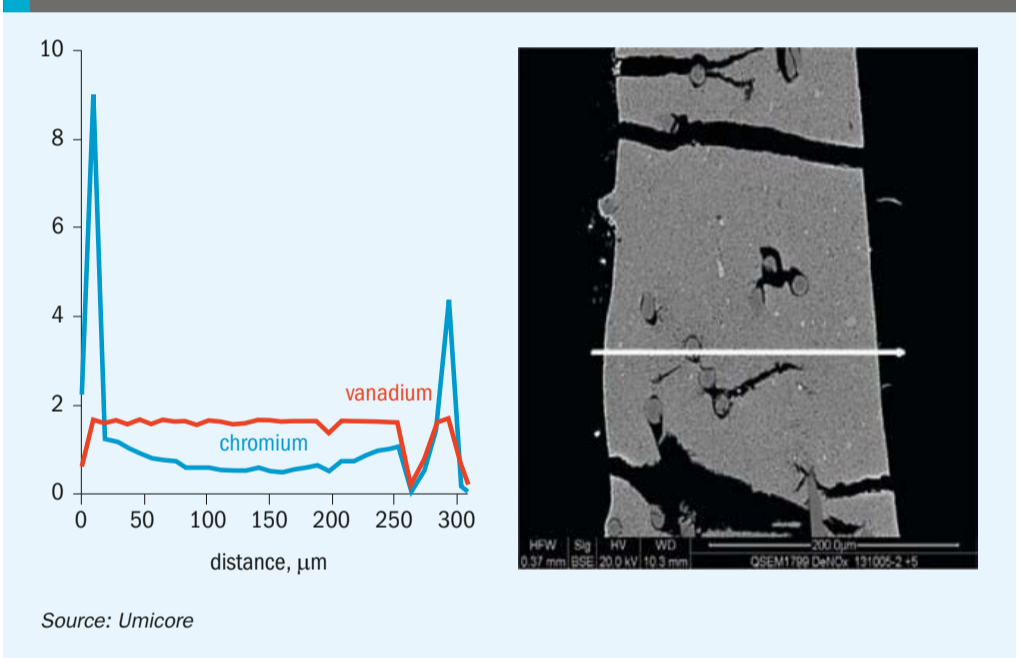 10
8
6
4
2
0
vanadium
chromium
0 50 100 150 200 250 300
distance, μm
HFW Sig HV WD 200.0μm
0.37 mm BSE 20.0 kV 10.3 mm QSEM1799 DeNOx 131005-2 +5
Source: Umicore